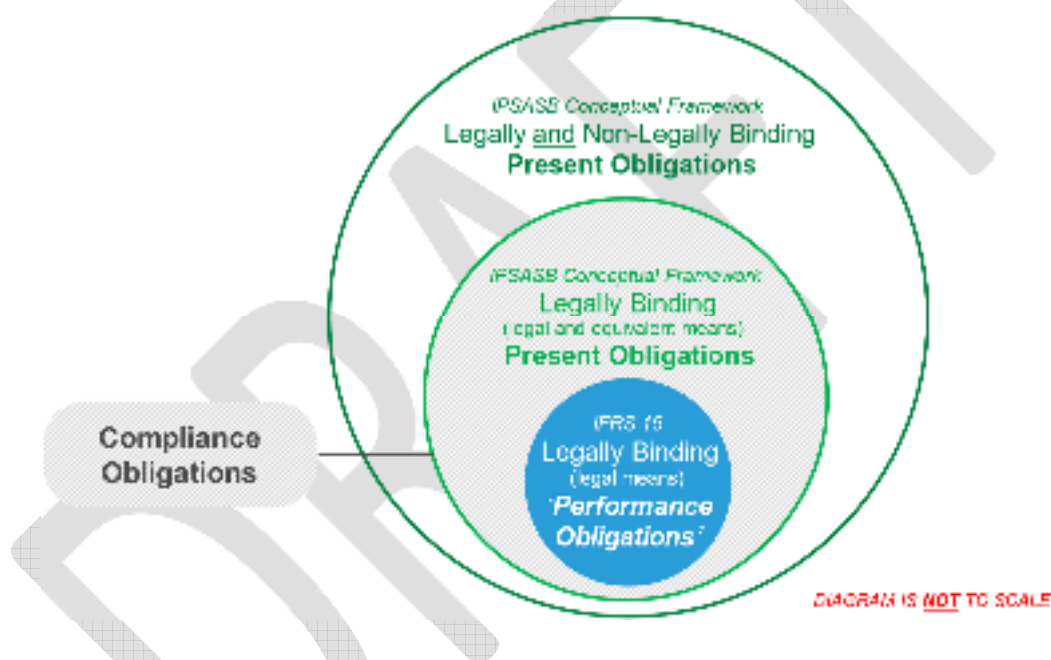 IPSASB Conceptual Framework
Legally and Non-Legally Binding
Present Obligations
IPSASB Conceptual Framework
Legally Binding
(legal and equivalent means)
Present Obligations
Compliance
Obligations
IFRS 15
Legally Binding
(legal means)
'Performance
Obligations'
DIAGRAM IS NOT TO SCALE
DRAFT